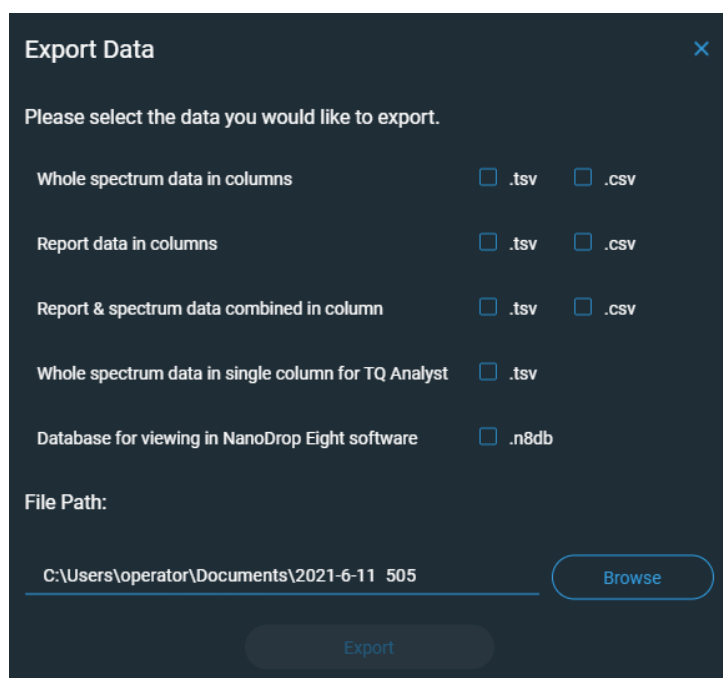 Export Data
Please select the data you would like to export.
Whole spectrum data in columns .tsv .csv
Report data in columns .tsv .csv
Report & spectrum data combined in column .tsv .csv
Whole spectrum data in single column for TQ Analyst .tsv
Database for viewing in NanoDrop Eight software .n8db
File Path:
C:\Users\operator\Documents\2021-6-11  505 Browse
Export